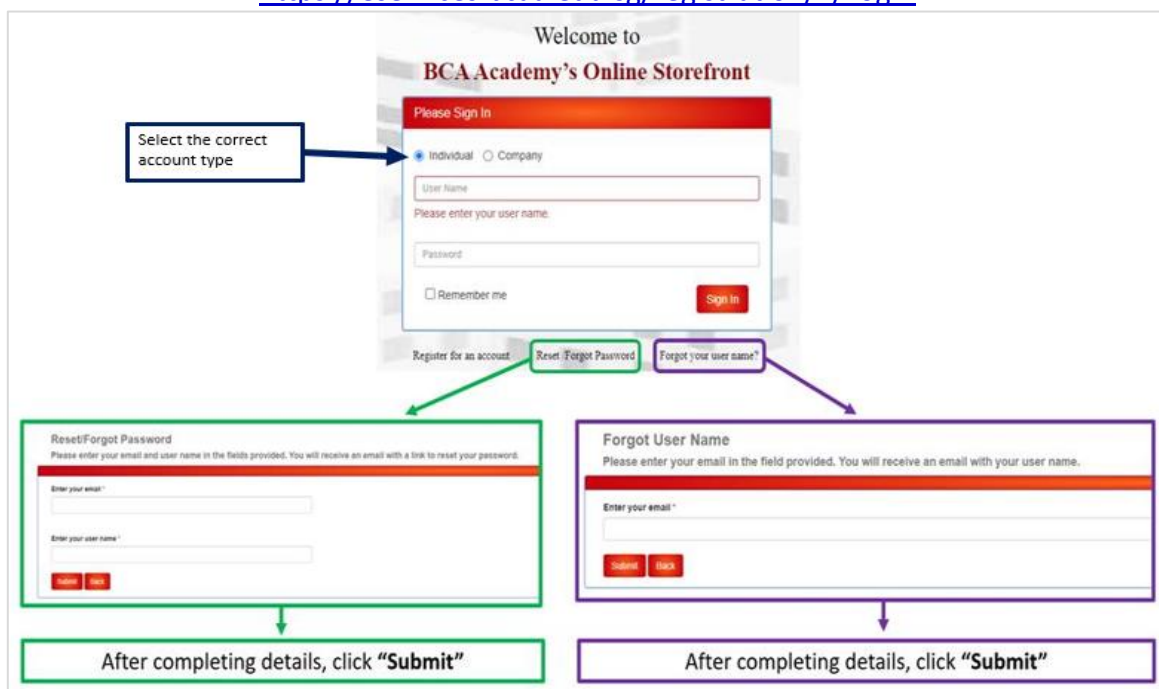 Welcome to
BCA Academy's Online Storefront
Please Sign In
Select the correct
account type
Individual Company
User Name
Please enter your user name.
Password
Remember me
Sign In
Register for an account
Reset Forgot Password
Forgot your user name?
Reset/Forgot Password
Please enter your email and user name in the fields provided. You will receive an email with a link to reset your password.
Enter your email *
Enter your user name *
Submit Back
Forgot User Name
Please enter your email in the field provided. You will receive an email with your user name.
Enter your email *
Submit Back
After completing details, click “Submit”
After completing details, click “Submit”